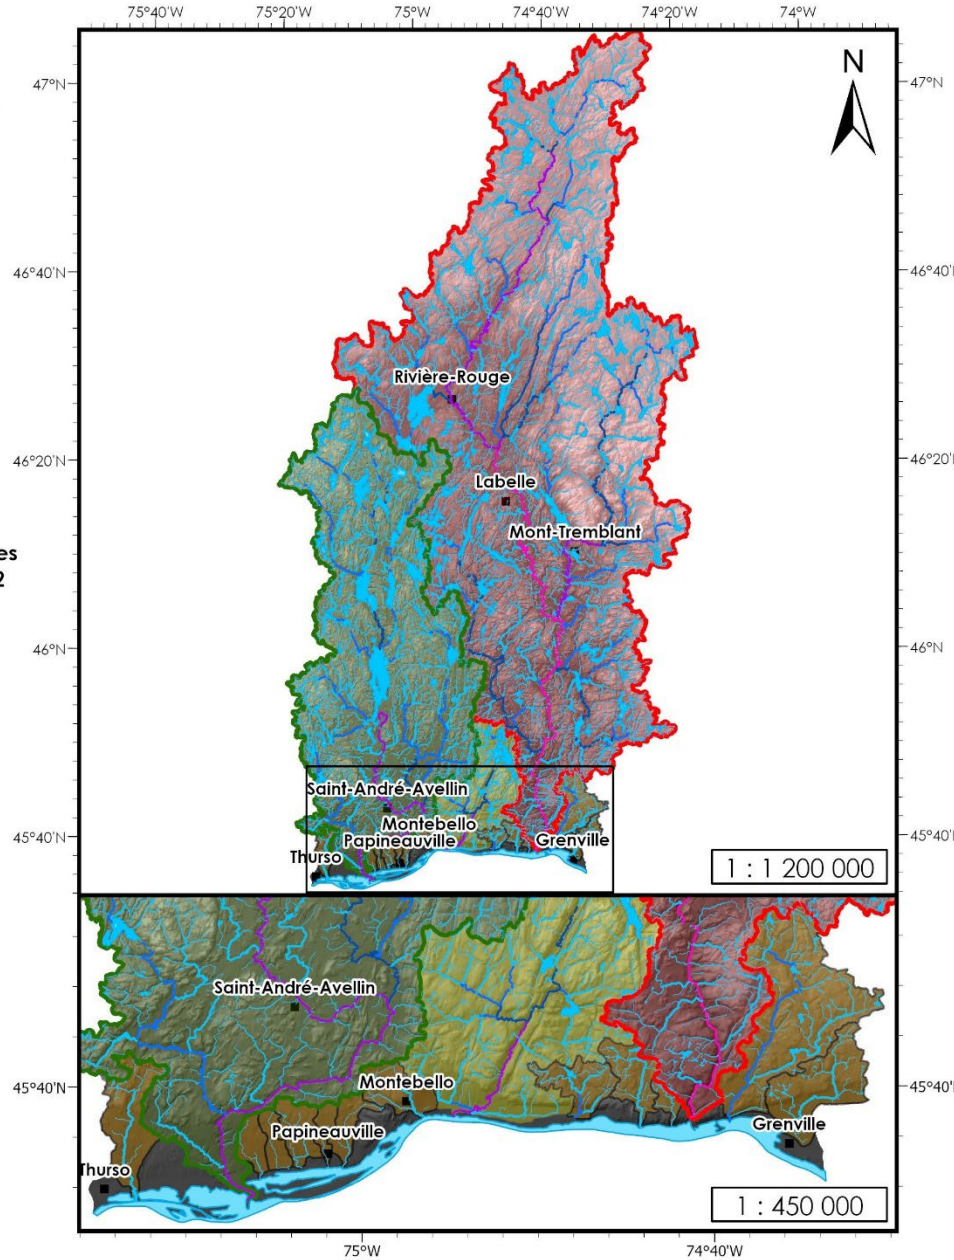 75°40'W 75°20'W 75°W 74°40'W 74°20'W 74°W
N
47°N 47°N
46°40'N 46°40'N
Rivière-Rouge
46°20'N 46°20'N
Labelle
Mont-Tremblant
es
2
46°N 46°N
Saint-André-Avellin
45°40'N 45°40'N
Montebello
Papineauville Grenville
Thurso
1 : 1 200 000
Saint-André-Avellin
45°40'N 45°40'N
Montebello
Papineauville Grenville
Thurso
1 : 450 000
75°W 74°40'W